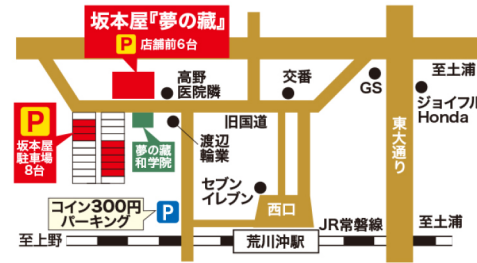 坂本屋『夢の藏』
P 店舗前6台
高野
医院隣
交番
GS
至土浦
ジョイフル
Honda
P
坂本屋
駐車場
8台
夢の藏
和学院
渡辺
輪業
旧国道
東大通り
セブン
イレブン
西口
コイン300円
パーキング
P
JR常磐線
至土浦
至上野
荒川沖駅